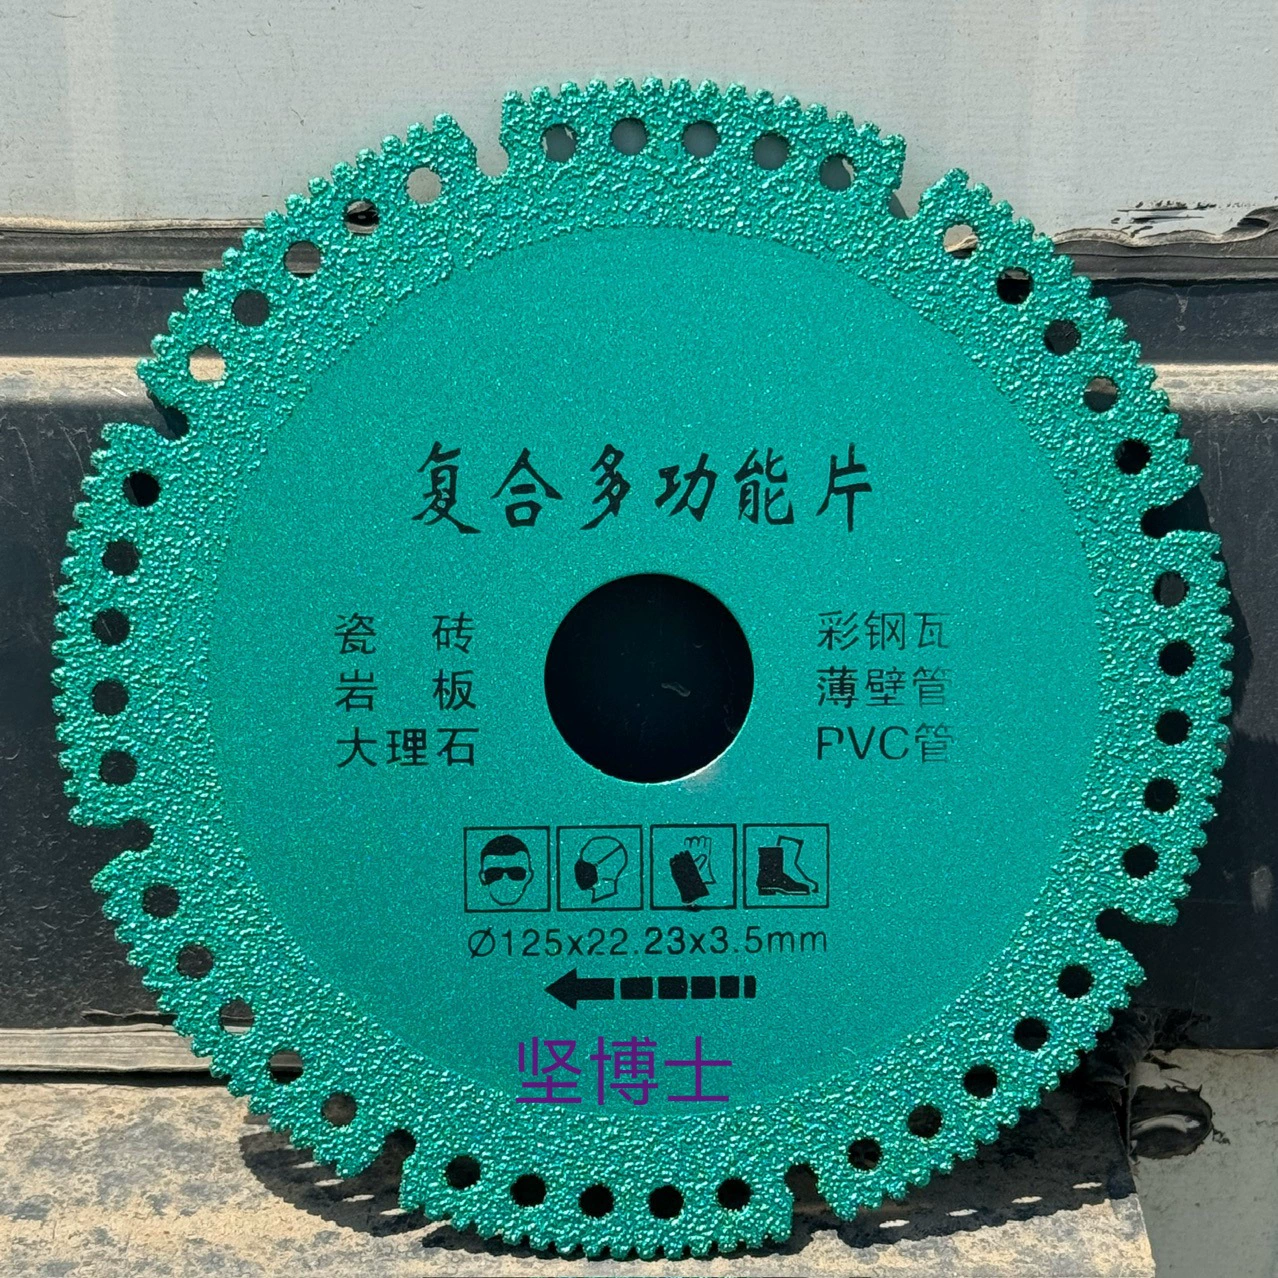 复合多功能片
瓷 砖
岩 板
大理石
彩钢瓦
薄壁管
PVC管
Ø125x22.23x3.5mm
坚博士